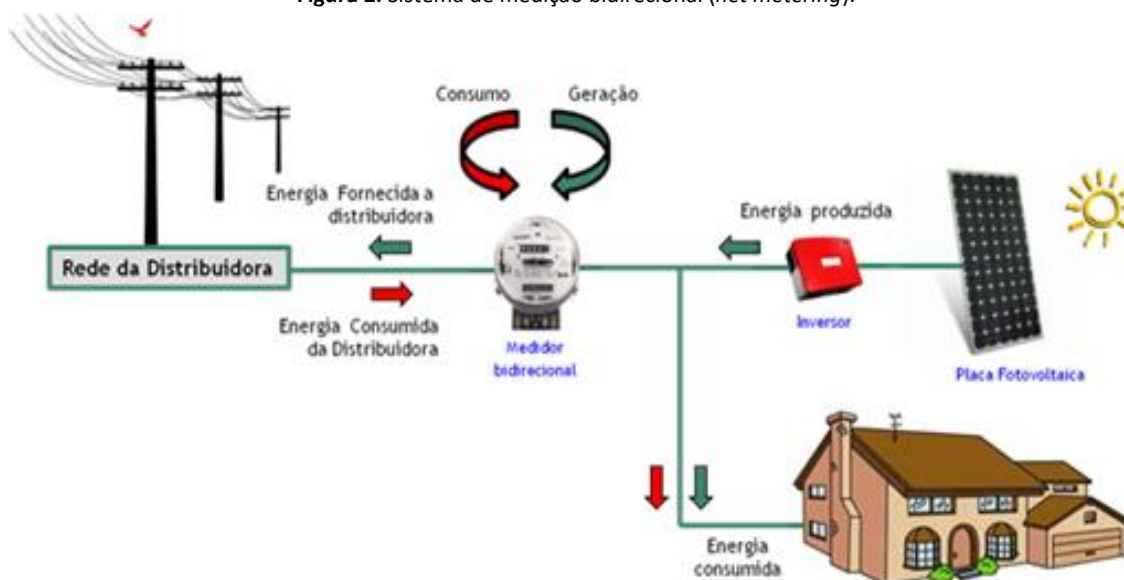 Figura 2. Sistema de medição bidirecional (net metering).
Consumo
Geração
Energia Fornecida a
distribuidora
Energia produzida
Rede da Distribuidora
Energia Consumida
da Distribuidora
Medidor
bidirecional
Inversor
Placa Fotovoltaica
Energia
consumida